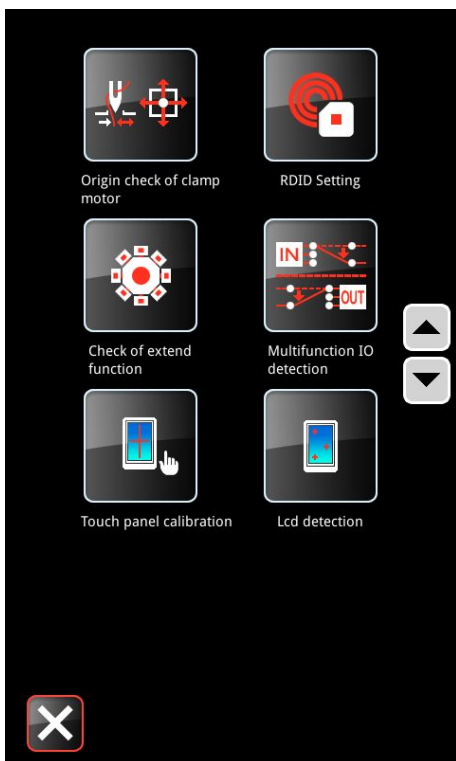 Origin check of clamp
motor
RDID Setting
IN
OUT
Check of extend
function
Multifunction IO
detection
Touch panel calibration
Lcd detection